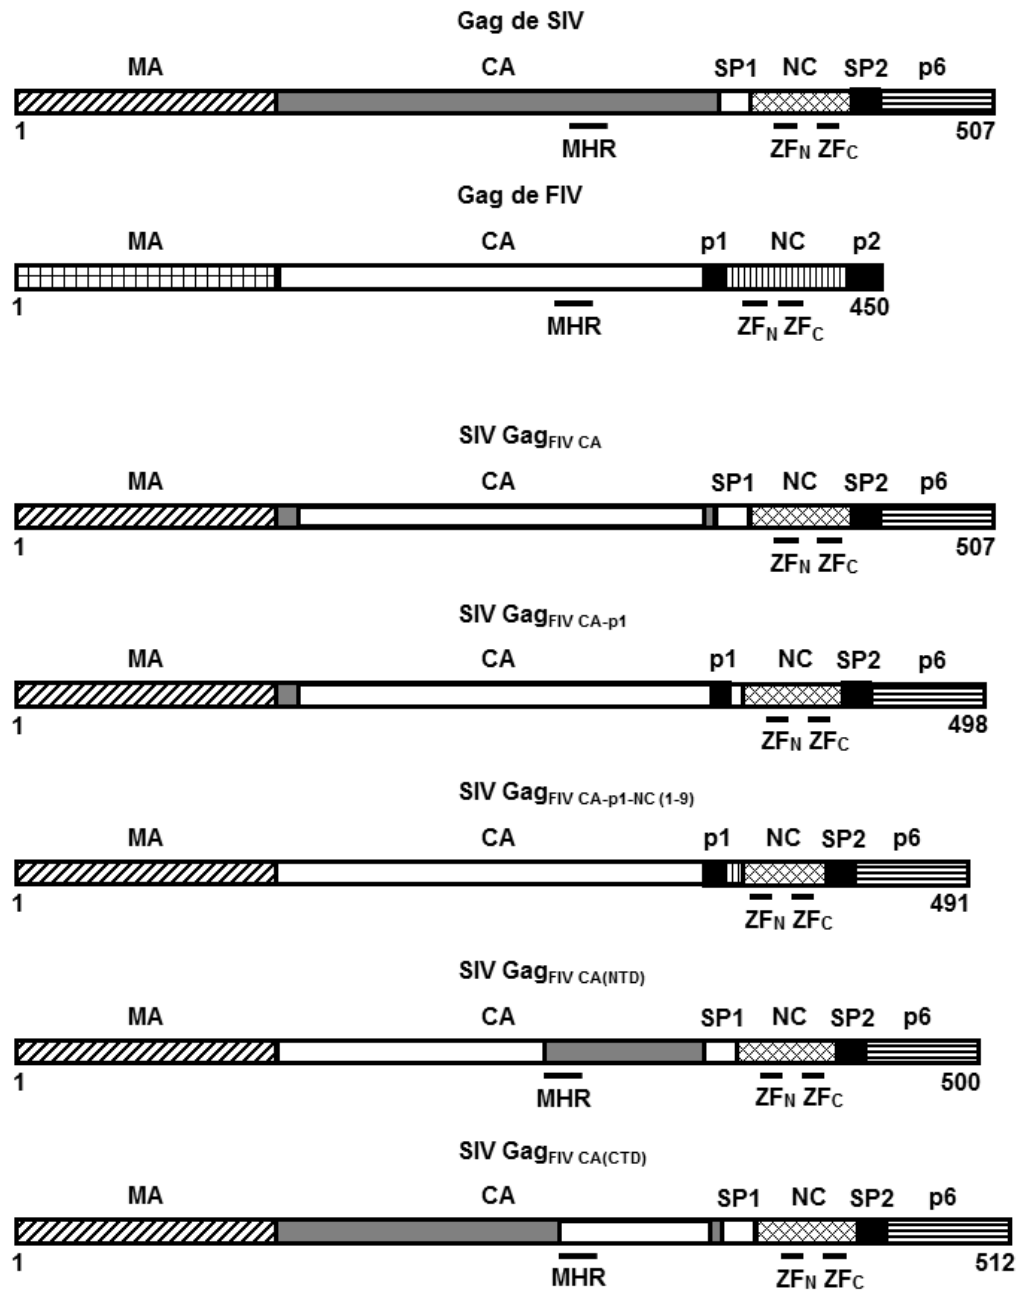 Gag de SIV
MA CA SP1 NC SP2 p6
1 507
MHR ZFN ZFC
Gag de FIV
MA CA p1 NC p2
1 450
MHR ZFN ZFC
SIV GagFIV CA
MA CA SP1 NC SP2 p6
1 507
ZFN ZFC
SIV GagFIV CA-p1
MA CA p1 NC SP2 p6
1 498
ZFN ZFC
SIV GagFIV CA-p1-NC (1-9)
MA CA p1 NC SP2 p6
1 491
ZFN ZFC
SIV GagFIV CA(NTD)
MA CA SP1 NC SP2 p6
1 500
MHR ZFN ZFC
SIV GagFIV CA(CTD)
MA CA SP1 NC SP2 p6
1 512
MHR ZFN ZFC